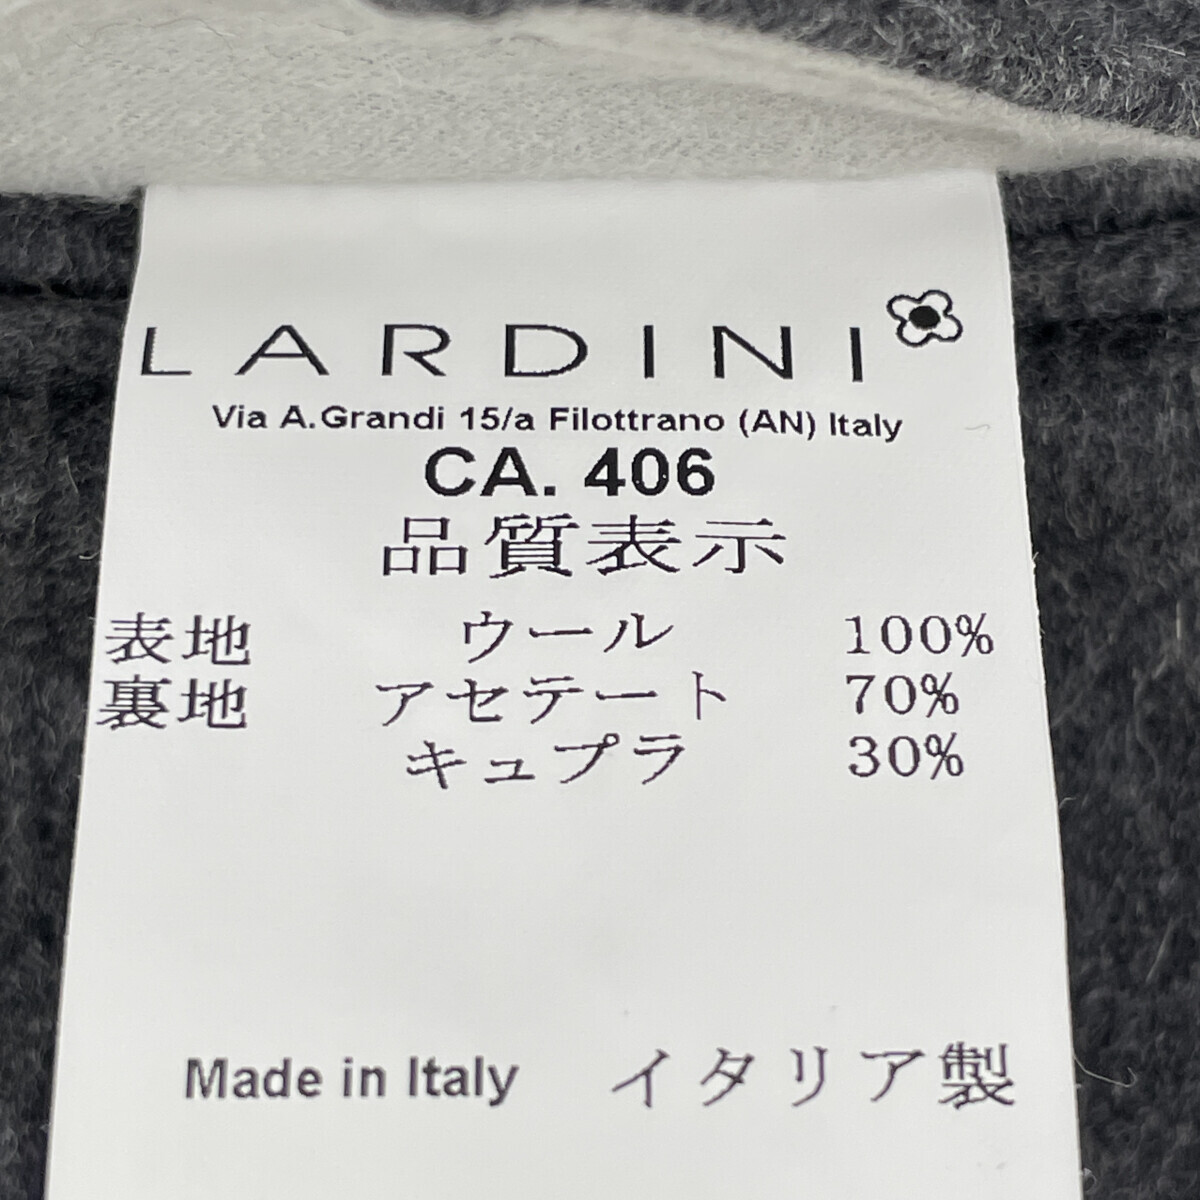 LARDINI
Via A.Grandi 15/a Filottrano (AN) Italy
CA. 406
品質表示
表地 ウール 100%
裏地 アセテート 70%
キュプラ 30%
Made in Italy イタリア製